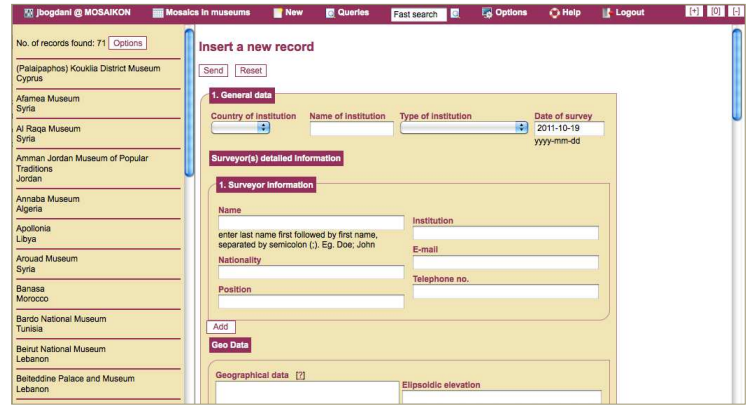 jbogdani @ MOSAIKON Mosaics in museums New Queries Fast search Options Help Logout [+] [0] [-]
No. of records found: 71 Options
(Palaipaphos) Kouklia District Museum
Cyprus
Afamea Museum
Syria
Al Raqa Museum
Syria
Amman Jordan Museum of Popular
Traditions
Jordan
Annaba Museum
Algeria
Apollonia
Libya
Arouad Museum
Syria
Banasa
Morocco
Bardo National Museum
Tunisia
Beirut National Museum
Lebanon
Beiteddine Palace and Museum
Lebanon
Insert a new record
Send Reset
1. General data
Country of institution Name of institution Type of institution Date of survey
2011-10-19
yyyy-mm-dd
Surveyor(s) detailed information
1. Surveyor information
Name
enter last name first followed by first name,
separated by semicolon (;). Eg. Doe; John
Nationality
Position
Institution
E-mail
Telephone no.
Add
Geo Data
Geographical data [?]
Elipsoidic elevation